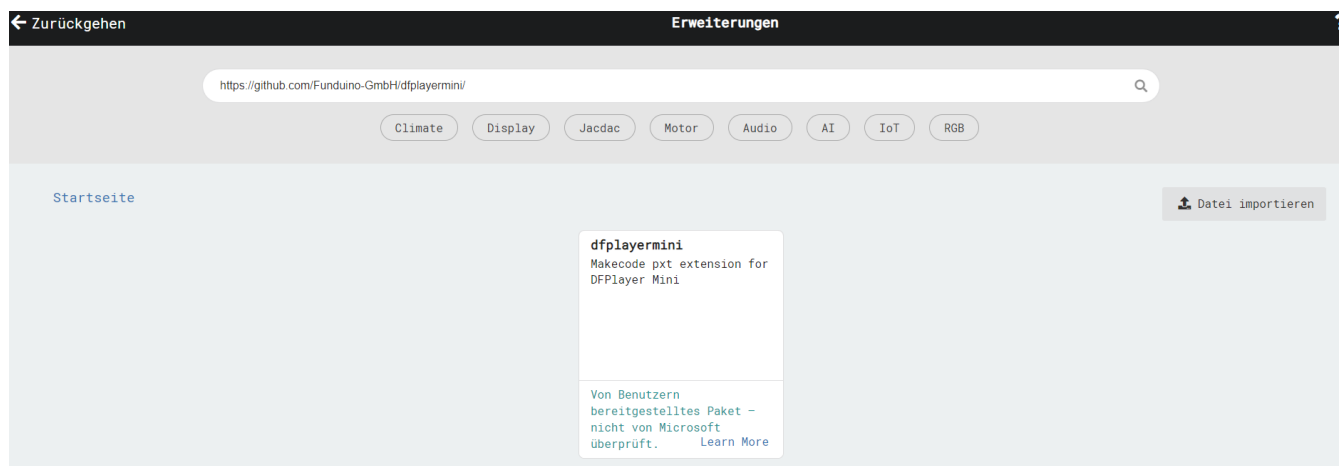 Zurückgehen
Erweiterungen
https://github.com/Funduino-GmbH/dfplayermini/
Climate
Display
Jacdac
Motor
Audio
AI
IoT
RGB
Startseite
Datei importieren
dfplayermini
Makecode pxt extension for
DFPlayer Mini
Von Benutzern
bereitgestelltes Paket –
nicht von Microsoft
überprüft. Learn More